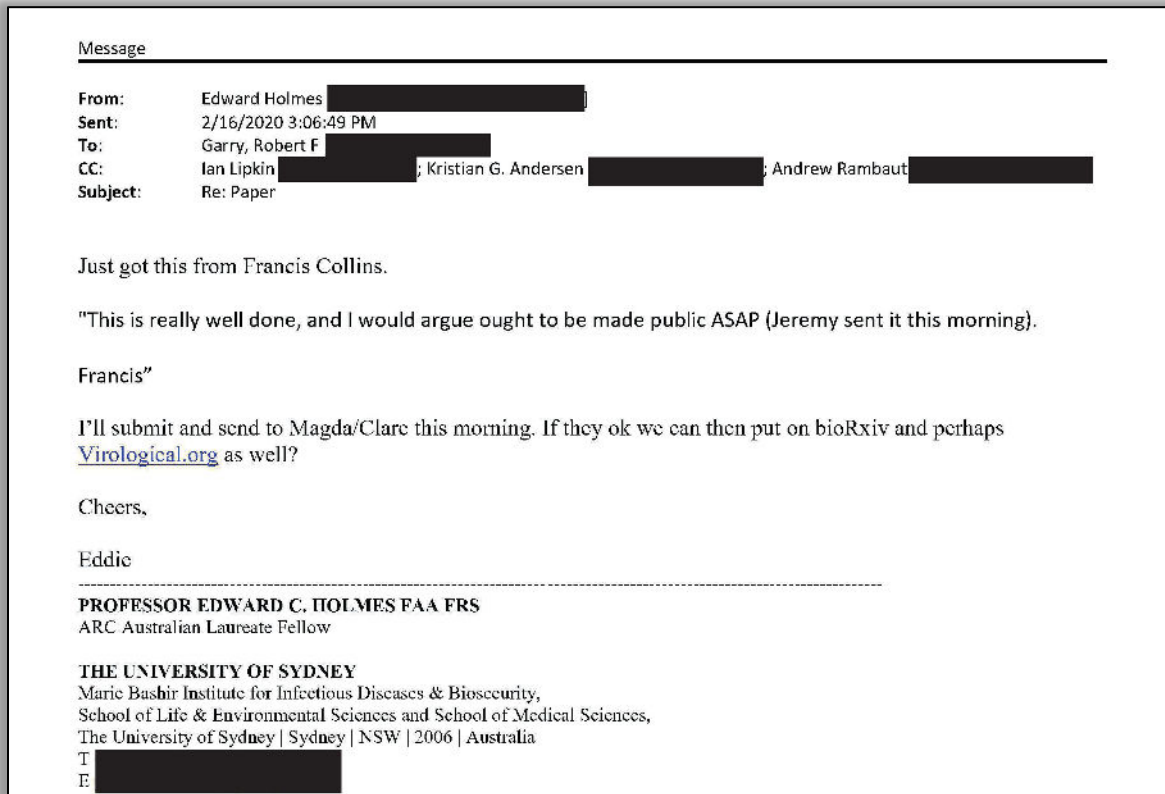 Message
From: Edward Holmes ]
Sent: 2/16/2020 3:06:49 PM
To: Garry, Robert F
CC: Ian Lipkin ; Kristian G. Andersen ; Andrew Rambaut
Subject: Re: Paper
Just got this from Francis Collins.
"This is really well done, and I would argue ought to be made public ASAP (Jeremy sent it this morning).
Francis”
I’ll submit and send to Magda/Clare this morning. If they ok we can then put on bioRxiv and perhaps
Virological.org as well?
Cheers,
Eddie
---------------------------------------------------------------------------------------------------------------------
PROFESSOR EDWARD C. HOLMES FAA FRS
ARC Australian Laureate Fellow
THE UNIVERSITY OF SYDNEY
Marie Bashir Institute for Infectious Diseases & Biosecurity,
School of Life & Environmental Sciences and School of Medical Sciences,
The University of Sydney | Sydney | NSW | 2006 | Australia
T
E